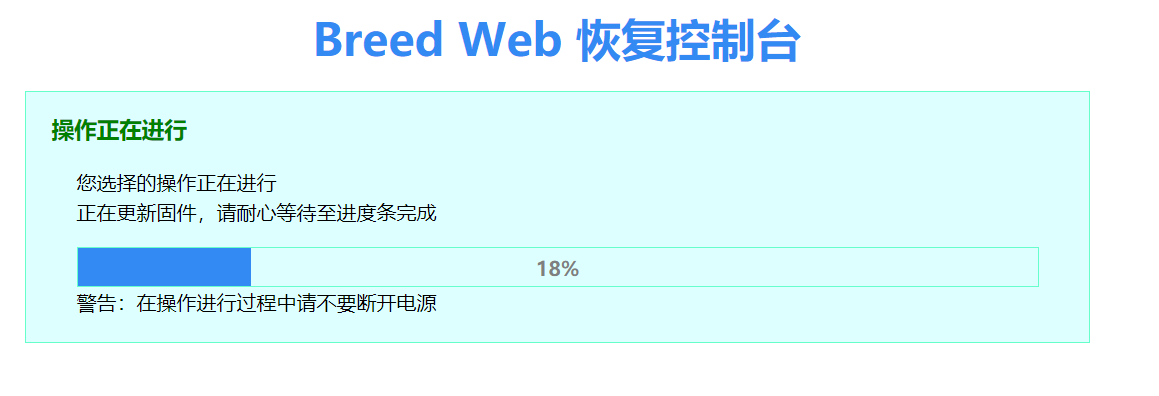 Breed Web 恢复控制台
操作正在进行
您选择的操作正在进行
正在更新固件，请耐心等待至进度条完成
18%
警告：在操作进行过程中请不要断开电源